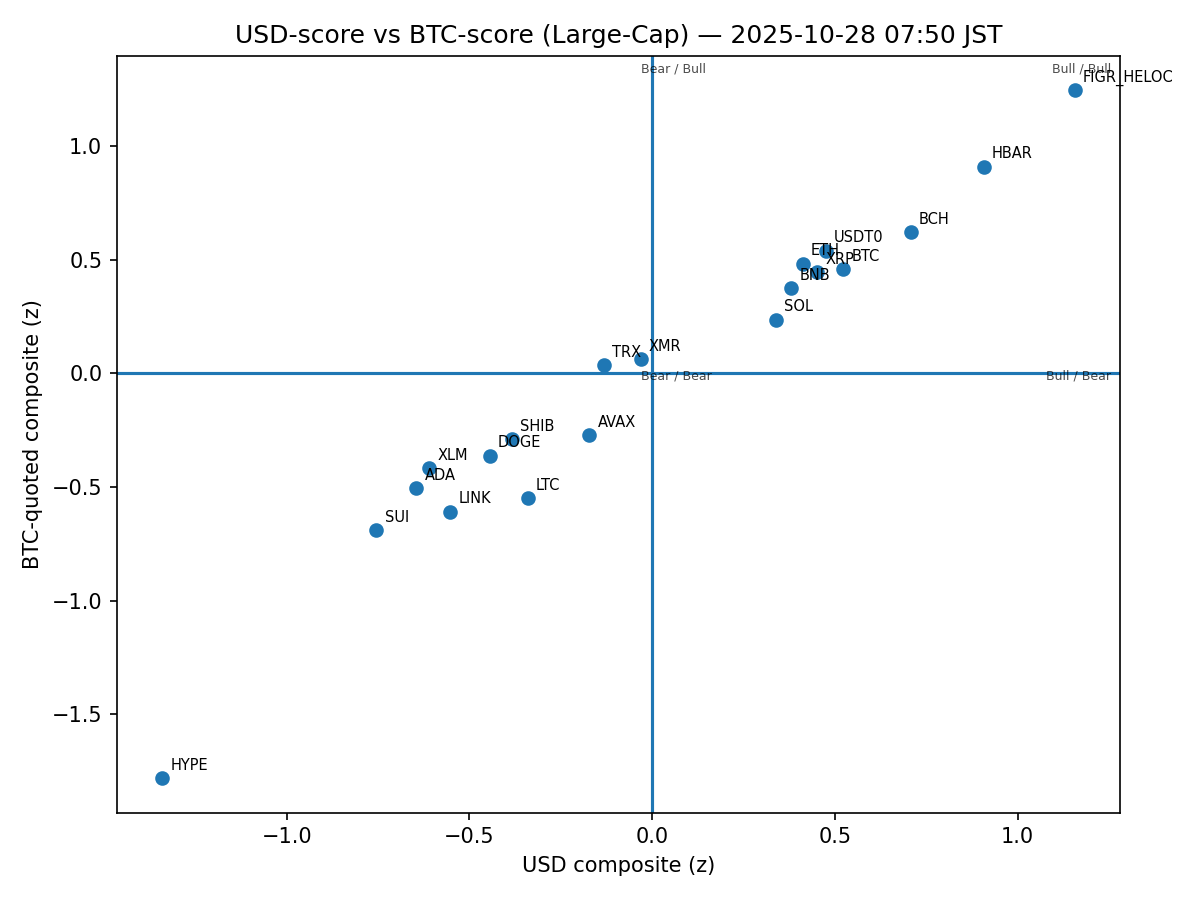 USD-score vs BTC-score (Large-Cap) — 2025-10-28 07:50 JST
Bear / Bull
Bull / Bull
FIGR_HELOC
HBAR
BCH
USDT0
ETH
BTC
XRP
BNB
SOL
XMR
TRX
Bear / Bear
Bull / Bear
AVAX
SHIB
DOGE
XLM
ADA
LTC
LINK
SUI
HYPE
1.0
0.5
0.0
−0.5
−1.0
−1.5
BTC-quoted composite (z)
−1.0
−0.5
0.0
0.5
1.0
USD composite (z)